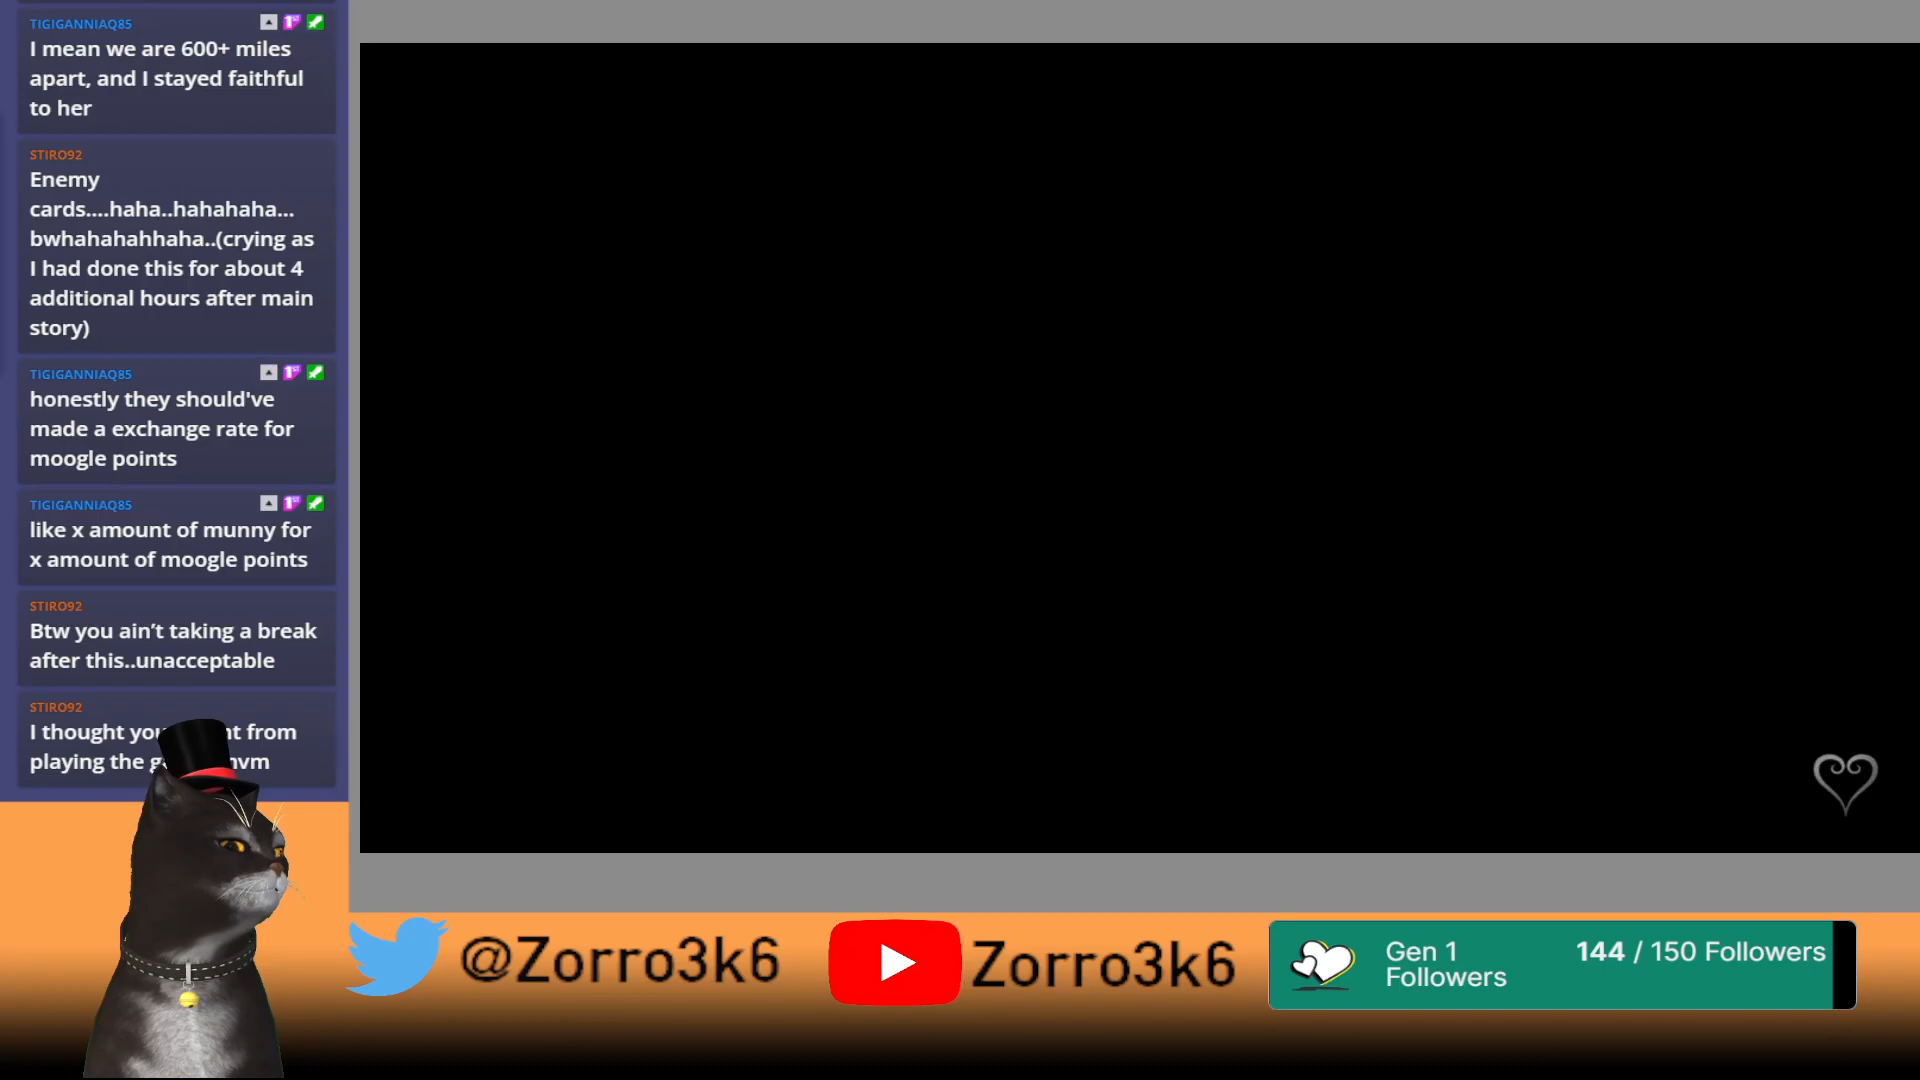 TIGIGANNIAQ85
I mean we are 600+ miles
apart, and I stayed faithful
to her
STIRO92
Enemy
cards....haha..hahahaha...
bwhahahahhaha..(crying as
I had done this for about 4
additional hours after main
story)
TIGIGANNIAQ85
honestly they should've
made a exchange rate for
moogle points
TIGIGANNIAQ85
like x amount of munny for
x amount of moogle points
STIRO92
Btw you ain’t taking a break
after this..unacceptable
STIRO92
I thought from
playing the nvm
@Zorro3k6
Zorro3k6
Gen 1
Followers
144 / 150 Followers